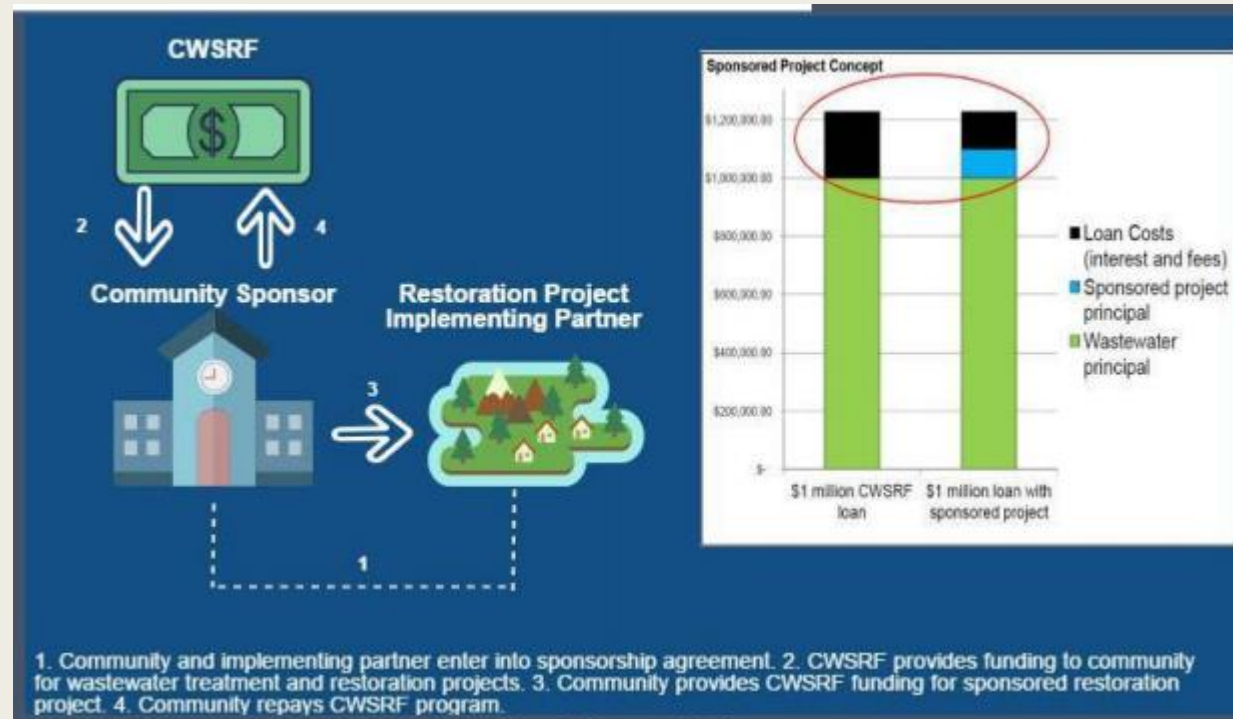 CWSRF
$
2
4
Community Sponsor
Restoration Project
Implementing Partner
3
1
Sponsored Project Concept
$1,200,000.00
$1,000,000.00
$800,000.00
$600,000.00
$400,000.00
$200,000.00
$-
$1 million CWSRF
loan
$1 million loan with
sponsored project
Loan Costs
(interest and fees)
Sponsored project
principal
Wastewater
principal
1. Community and implementing partner enter into sponsorship agreement. 2. CWSRF provides funding to community
for wastewater treatment and restoration projects. 3. Community provides CWSRF funding for sponsored restoration
project. 4. Community repays CWSRF program.